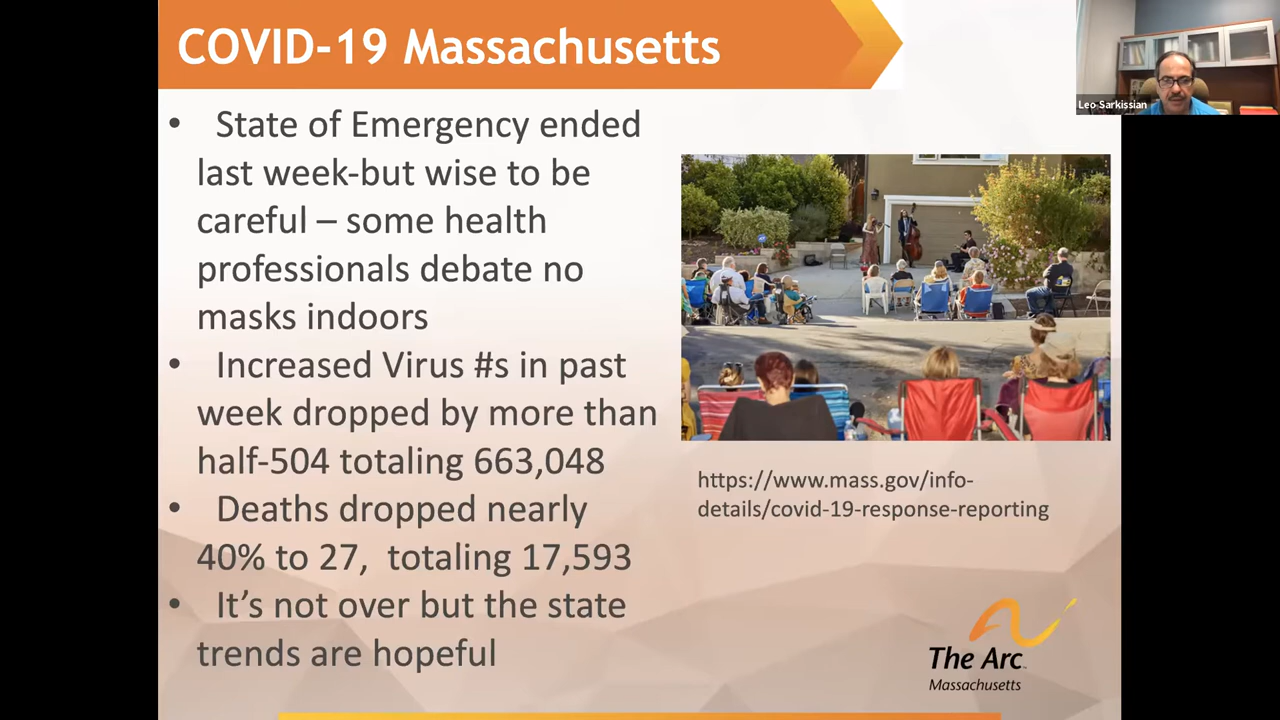 COVID-19 Massachusetts
Leo Sarkissian
• State of Emergency ended
last week-but wise to be
careful – some health
professionals debate no
masks indoors
• Increased Virus #s in past
week dropped by more than
half-504 totaling 663,048
• Deaths dropped nearly
40% to 27,  totaling 17,593
• It’s not over but the state
trends are hopeful
https://www.mass.gov/info-
details/covid-19-response-reporting
The Arc™
Massachusetts